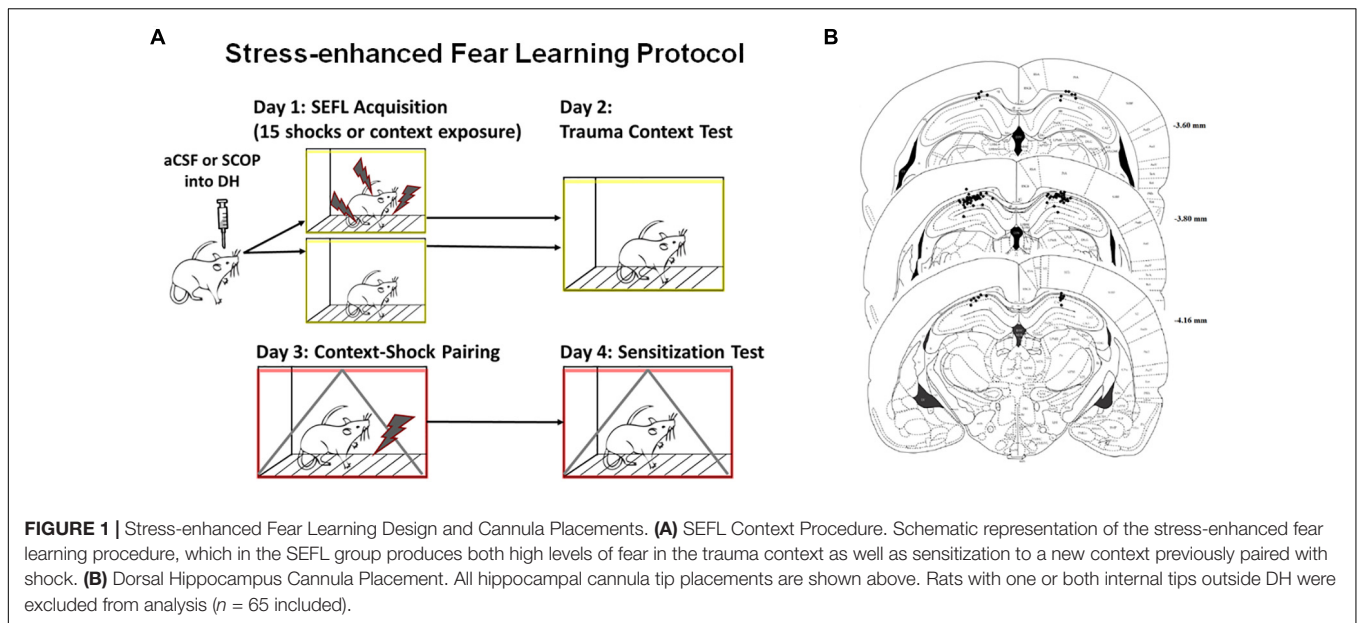 A
Stress-enhanced Fear Learning Protocol
Day 1: SEFL Acquisition
(15 shocks or context exposure)
Day 2:
Trauma Context Test
aCSF or SCOP
into DH
Day 3: Context-Shock Pairing
Day 4: Sensitization Test
B
-3.60 mm
-3.80 mm
-4.16 mm
FIGURE 1 | Stress-enhanced Fear Learning Design and Cannula Placements. (A) SEFL Context Procedure. Schematic representation of the stress-enhanced fear
learning procedure, which in the SEFL group produces both high levels of fear in the trauma context as well as sensitization to a new context previously paired with
shock. (B) Dorsal Hippocampus Cannula Placement. All hippocampal cannula tip placements are shown above. Rats with one or both internal tips outside DH were
excluded from analysis (n = 65 included).